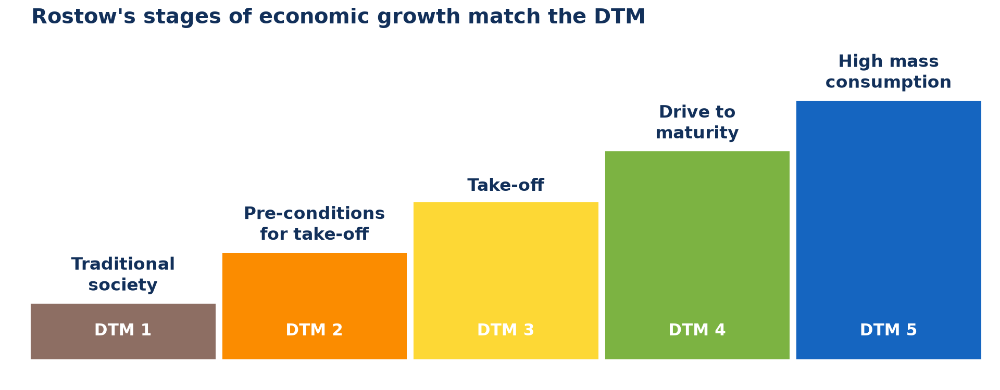 Rostow's stages of economic growth match the DTM
Traditional
society
DTM 1
Pre-conditions
for take-off
DTM 2
Take-off
DTM 3
Drive to
maturity
DTM 4
High mass
consumption
DTM 5